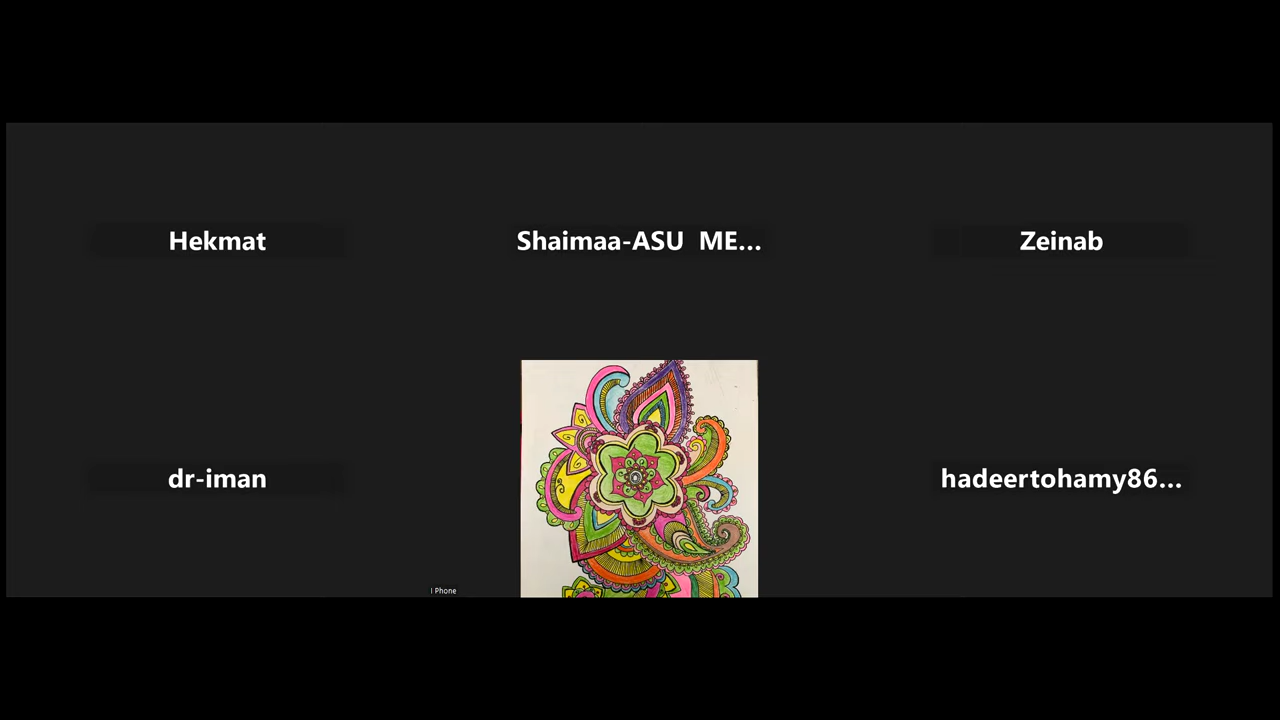 Hekmat
Shaimaa-ASU ME...
Zeinab
dr-iman
hadeertohamy86...
I Phone